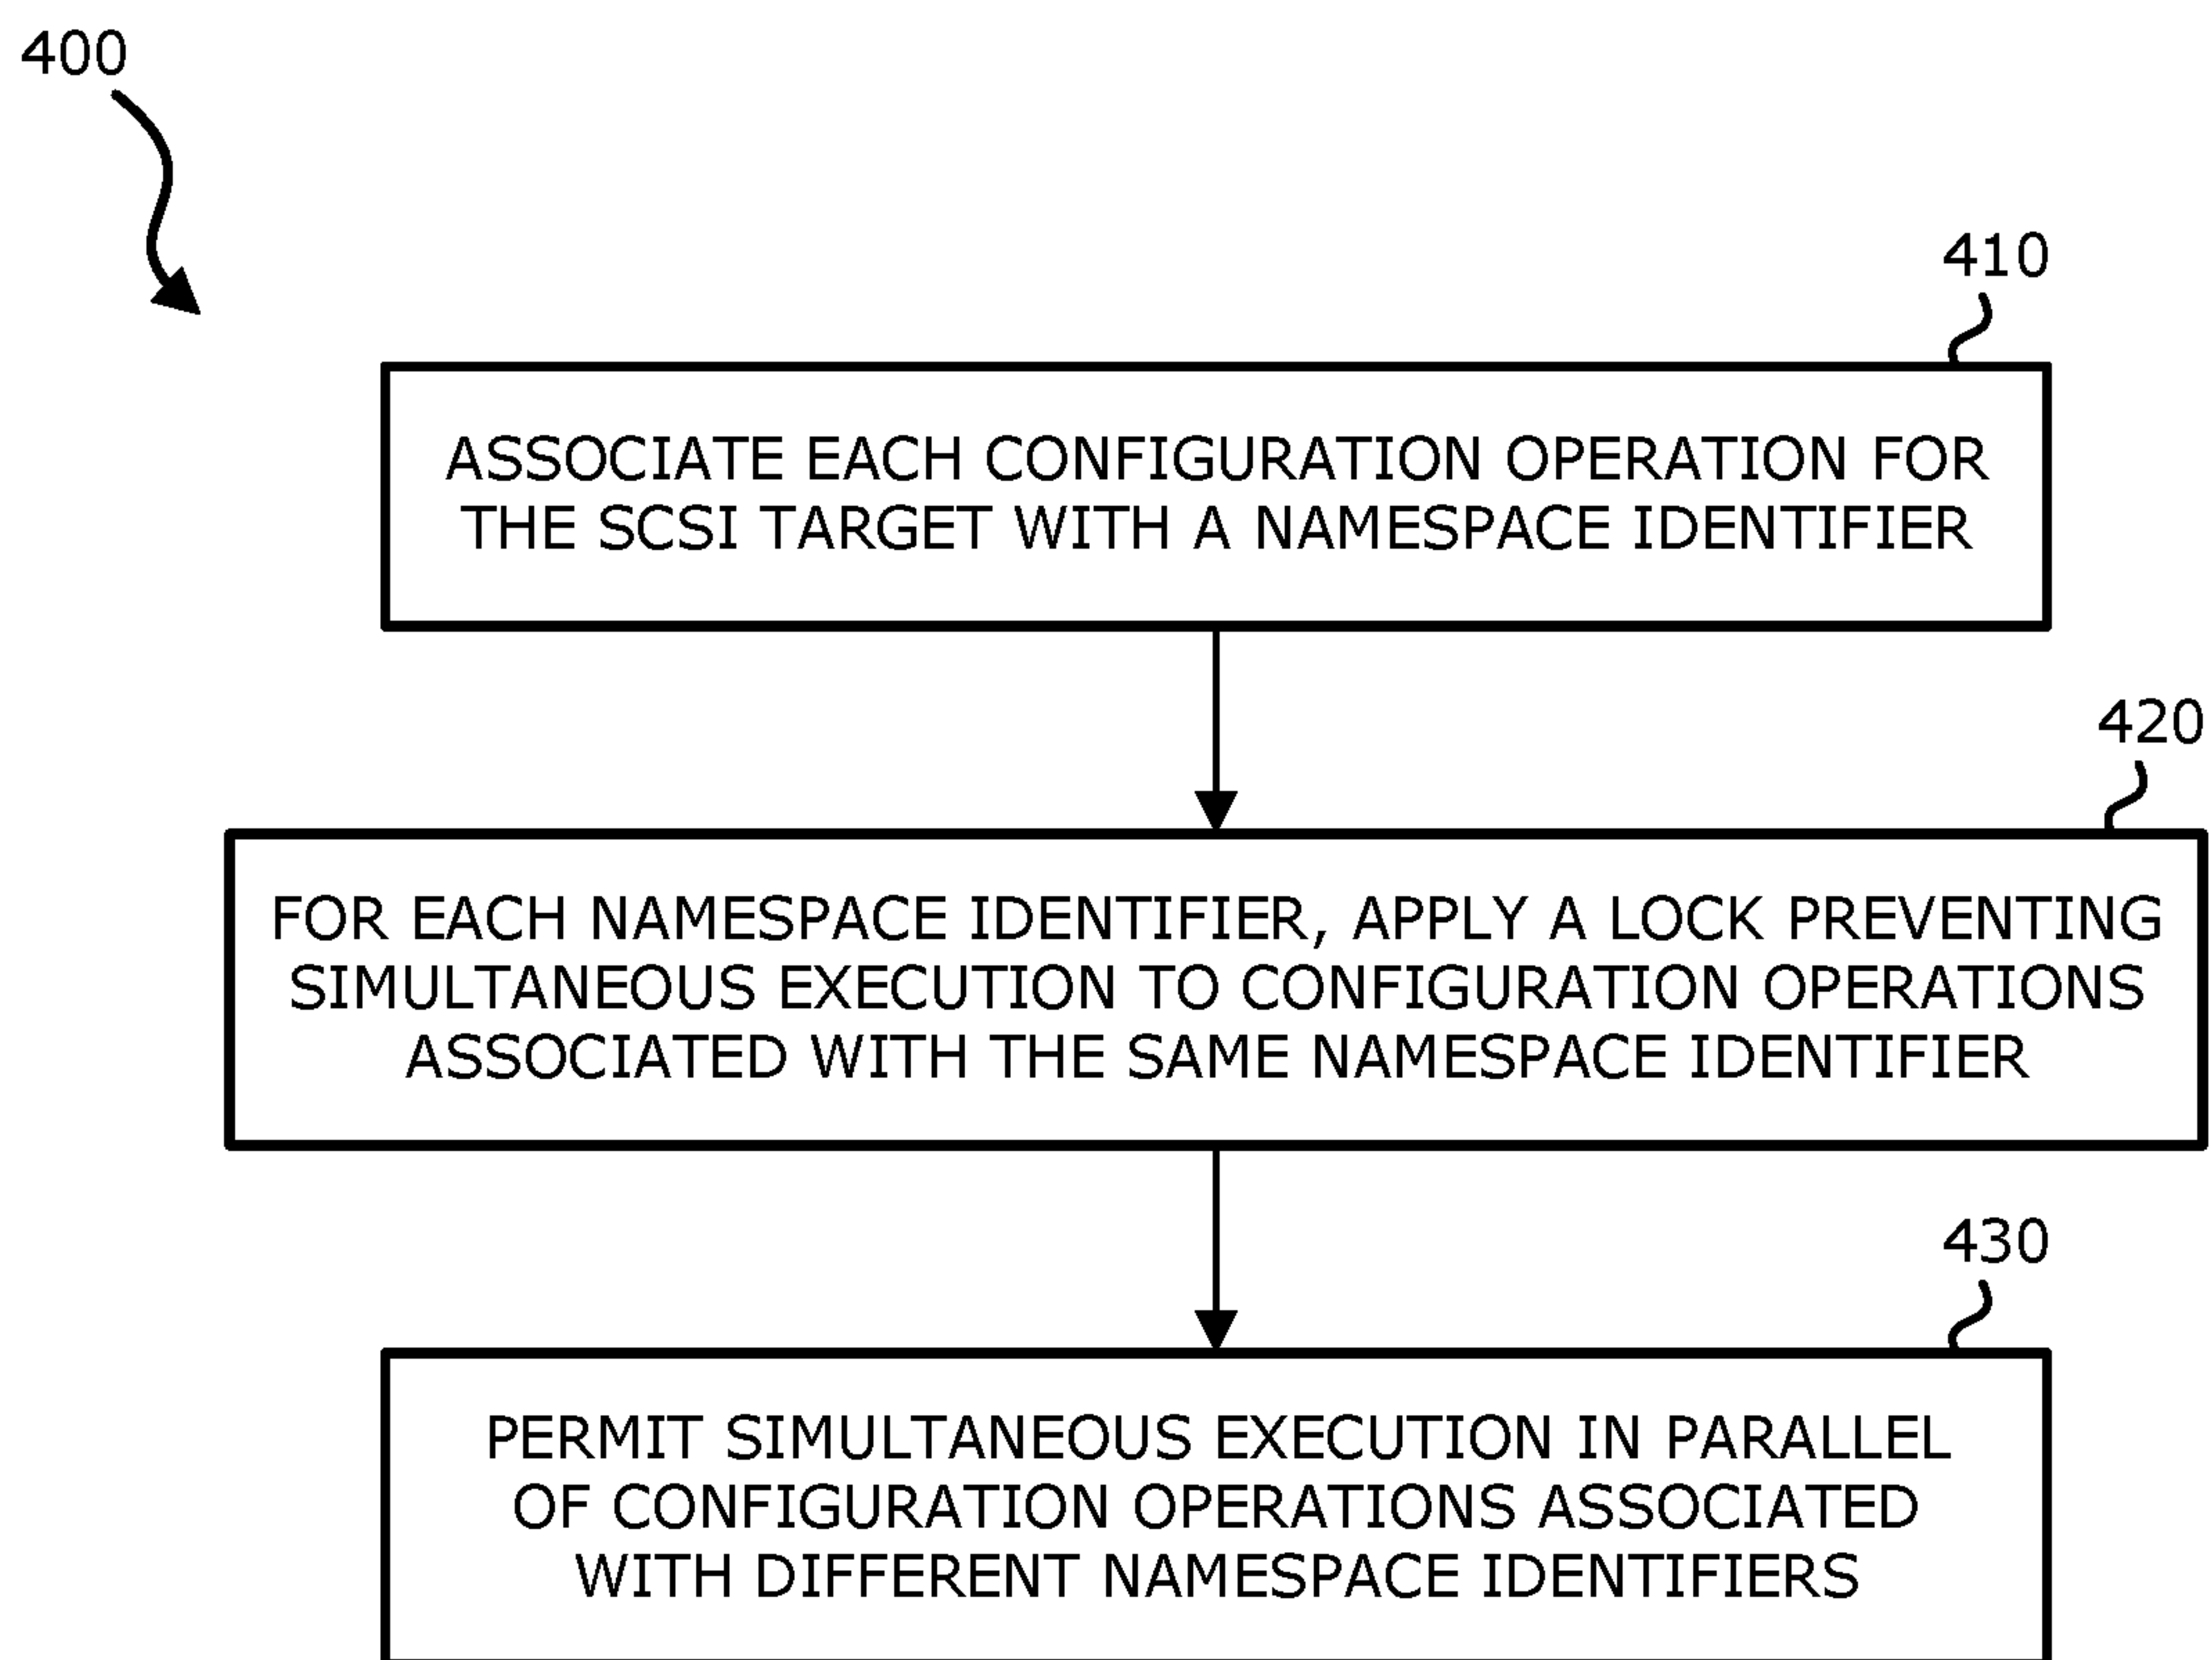 400
410
ASSOCIATE EACH CONFIGURATION OPERATION FOR
THE SCSI TARGET WITH A NAMESPACE IDENTIFIER
420
FOR EACH NAMESPACE IDENTIFIER, APPLY A LOCK PREVENTING
SIMULTANEOUS EXECUTION TO CONFIGURATION OPERATIONS
ASSOCIATED WITH THE SAME NAMESPACE IDENTIFIER
430
PERMIT SIMULTANEOUS EXECUTION IN PARALLEL
OF CONFIGURATION OPERATIONS ASSOCIATED
WITH DIFFERENT NAMESPACE IDENTIFIERS